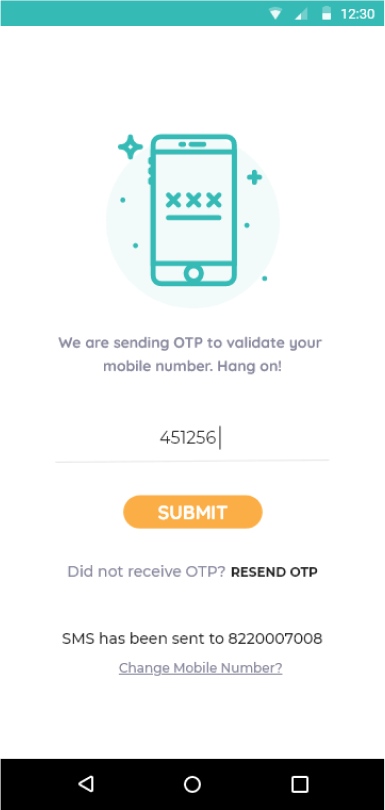 12:30
We are sending OTP to validate your
mobile number. Hang on!
451256
SUBMIT
Did not receive OTP? RESEND OTP
SMS has been sent to 8220007008
Change Mobile Number?